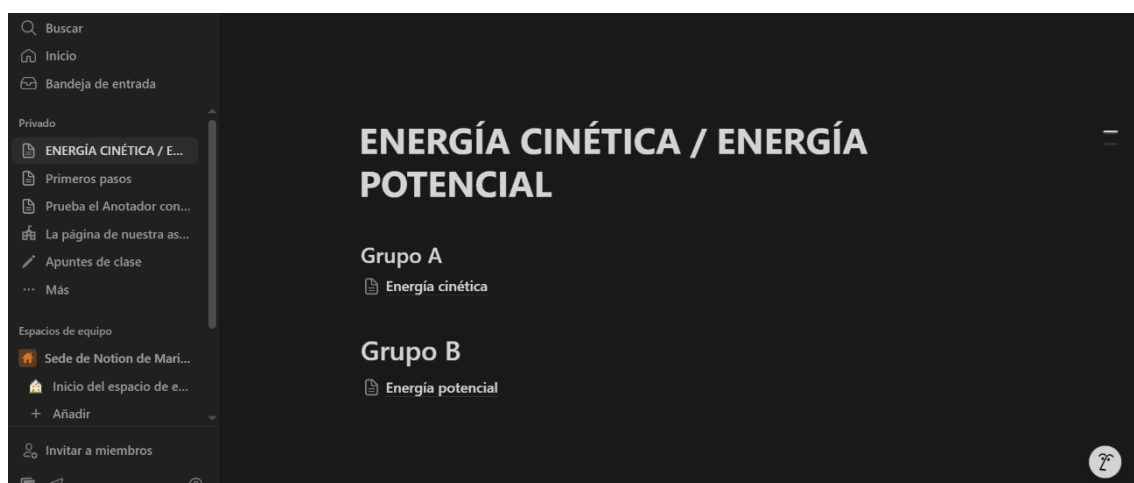 Buscar
Inicio
Bandeja de entrada
Privado
ENERGÍA CINÉTICA / E...
Primeros pasos
Prueba el Anotador con...
La página de nuestra as...
Apuntes de clase
Más
Espacios de equipo
Sede de Notion de Mari...
Inicio del espacio de e...
Añadir
Invitar a miembros
ENERGÍA CINÉTICA / ENERGÍA
POTENCIAL
Grupo A
Energía cinética
Grupo B
Energía potencial